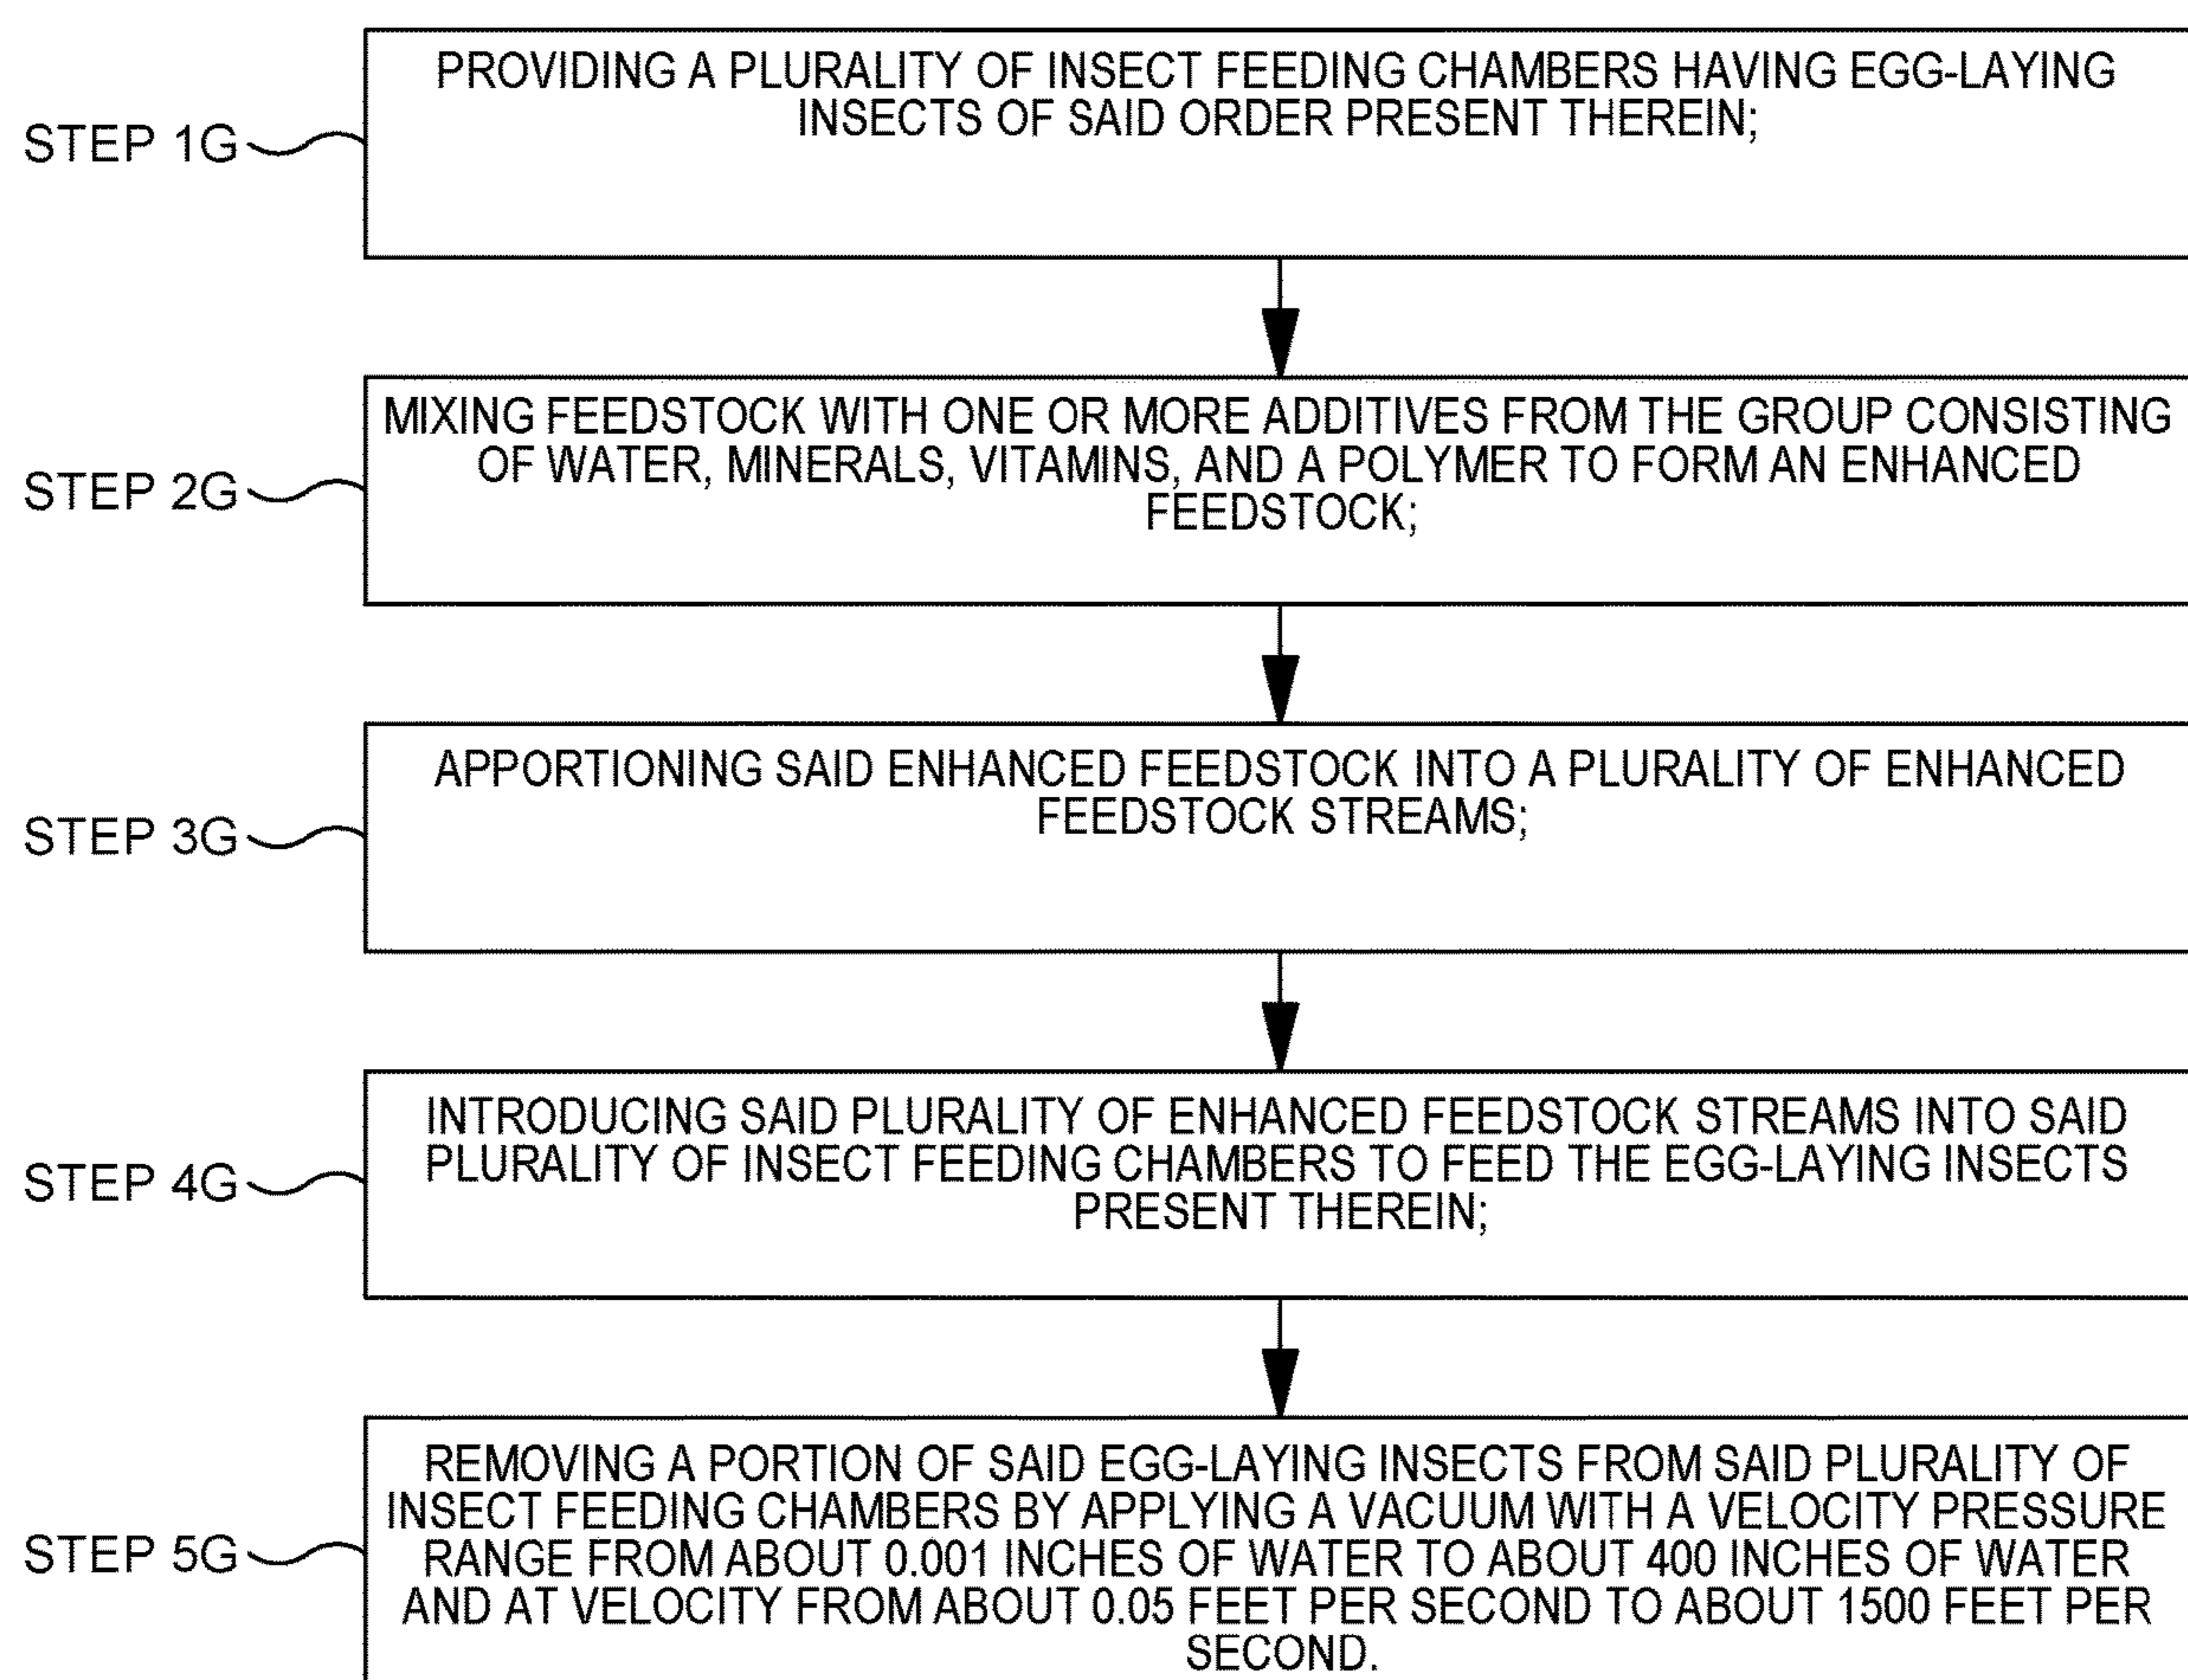 STEP 1G
PROVIDING A PLURALITY OF INSECT FEEDING CHAMBERS HAVING EGG-LAYING
INSECTS OF SAID ORDER PRESENT THEREIN;
STEP 2G
MIXING FEEDSTOCK WITH ONE OR MORE ADDITIVES FROM THE GROUP CONSISTING
OF WATER, MINERALS, VITAMINS, AND A POLYMER TO FORM AN ENHANCED
FEEDSTOCK;
STEP 3G
APPORTIONING SAID ENHANCED FEEDSTOCK INTO A PLURALITY OF ENHANCED
FEEDSTOCK STREAMS;
STEP 4G
INTRODUCING SAID PLURALITY OF ENHANCED FEEDSTOCK STREAMS INTO SAID
PLURALITY OF INSECT FEEDING CHAMBERS TO FEED THE EGG-LAYING INSECTS
PRESENT THEREIN;
STEP 5G
REMOVING A PORTION OF SAID EGG-LAYING INSECTS FROM SAID PLURALITY OF
INSECT FEEDING CHAMBERS BY APPLYING A VACUUM WITH A VELOCITY PRESSURE
RANGE FROM ABOUT 0.001 INCHES OF WATER TO ABOUT 400 INCHES OF WATER
AND AT VELOCITY FROM ABOUT 0.05 FEET PER SECOND TO ABOUT 1500 FEET PER
SECOND.